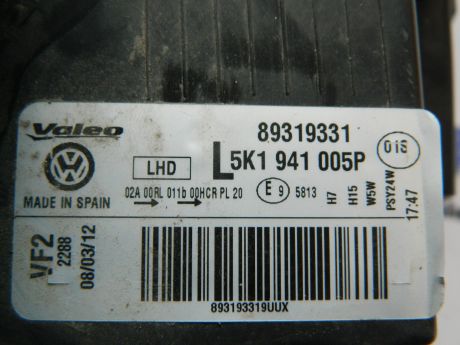 Valeo
89319331
LHD
L 5K1 941 005P
OiS
MADE IN SPAIN
02A 00RL 011b 00HCR PL 20
E 9 5813
H7
H15
W5W
PSY24W
17:47
VF2
2288
08/03/12
893193319UUX